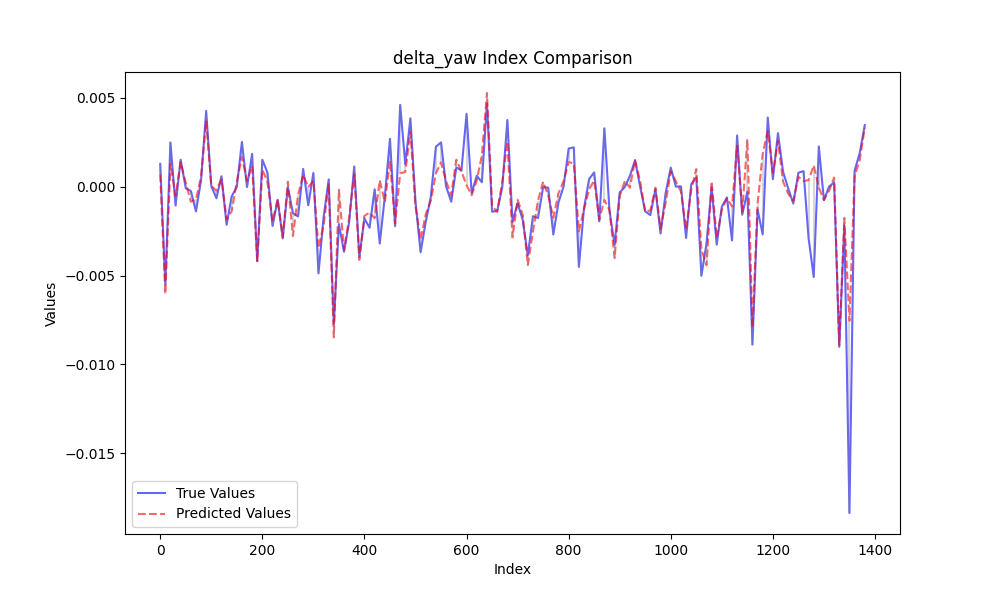 delta_yaw Index Comparison
0.005
0.000
−0.005
−0.010
−0.015
Values
True Values
Predicted Values
0 200 400 600 800 1000 1200 1400
Index